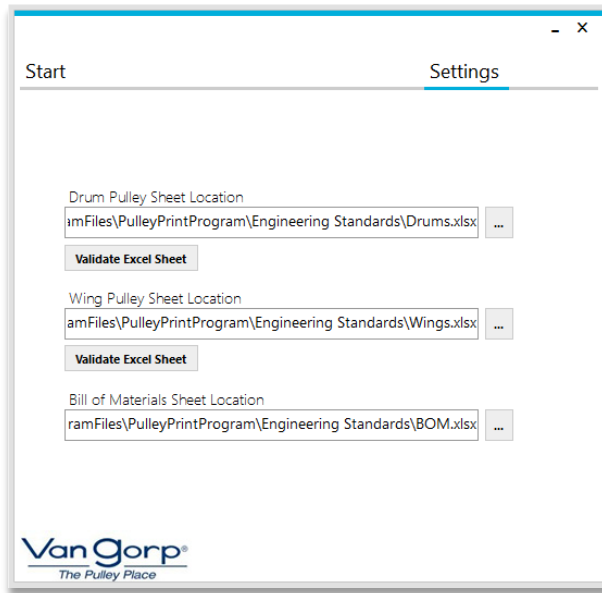 Start Settings
Drum Pulley Sheet Location
amFiles\PulleyPrintProgram\Engineering Standards\Drums.xlsx ...
Validate Excel Sheet
Wing Pulley Sheet Location
amFiles\PulleyPrintProgram\Engineering Standards\Wings.xlsx ...
Validate Excel Sheet
Bill of Materials Sheet Location
ramFiles\PulleyPrintProgram\Engineering Standards\BOM.xlsx ...
Van Gorp®
The Pulley Place